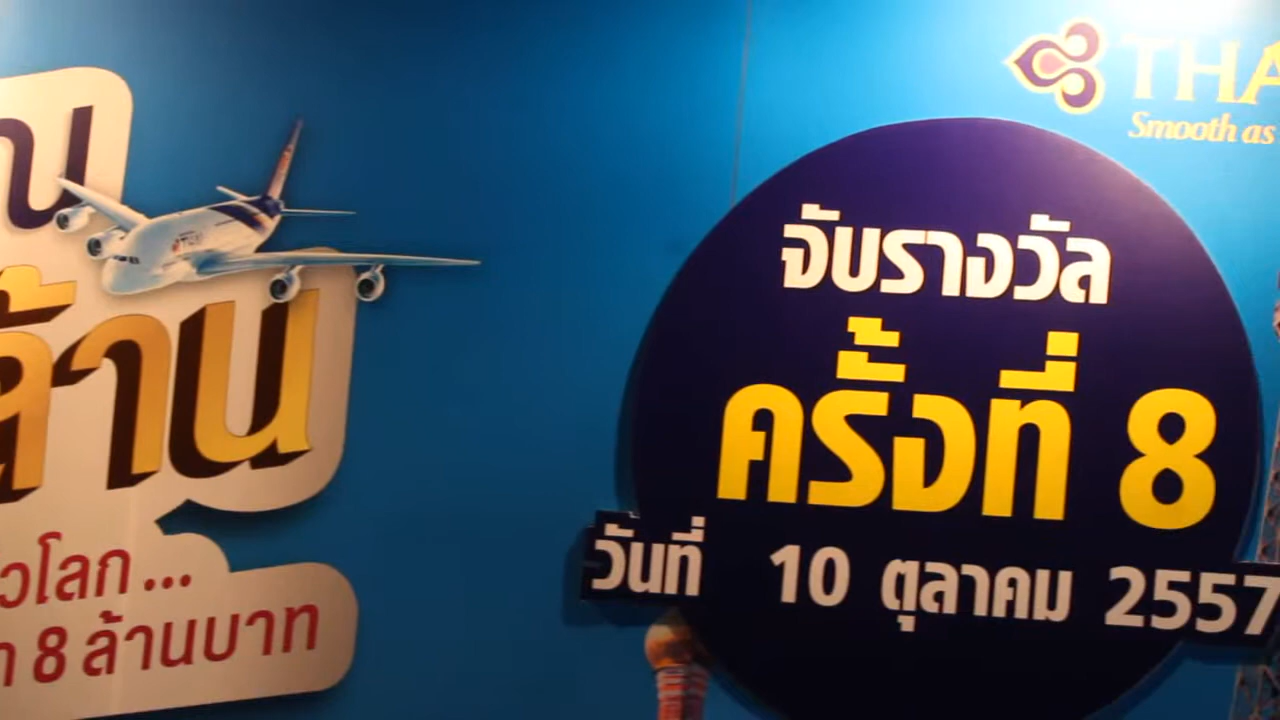 THA
Smooth as
จับรางวัล
ครั้งที่ 8
วันที่ 10 ตุลาคม 2557
ล้าน
โลก...
8 ล้านบาท